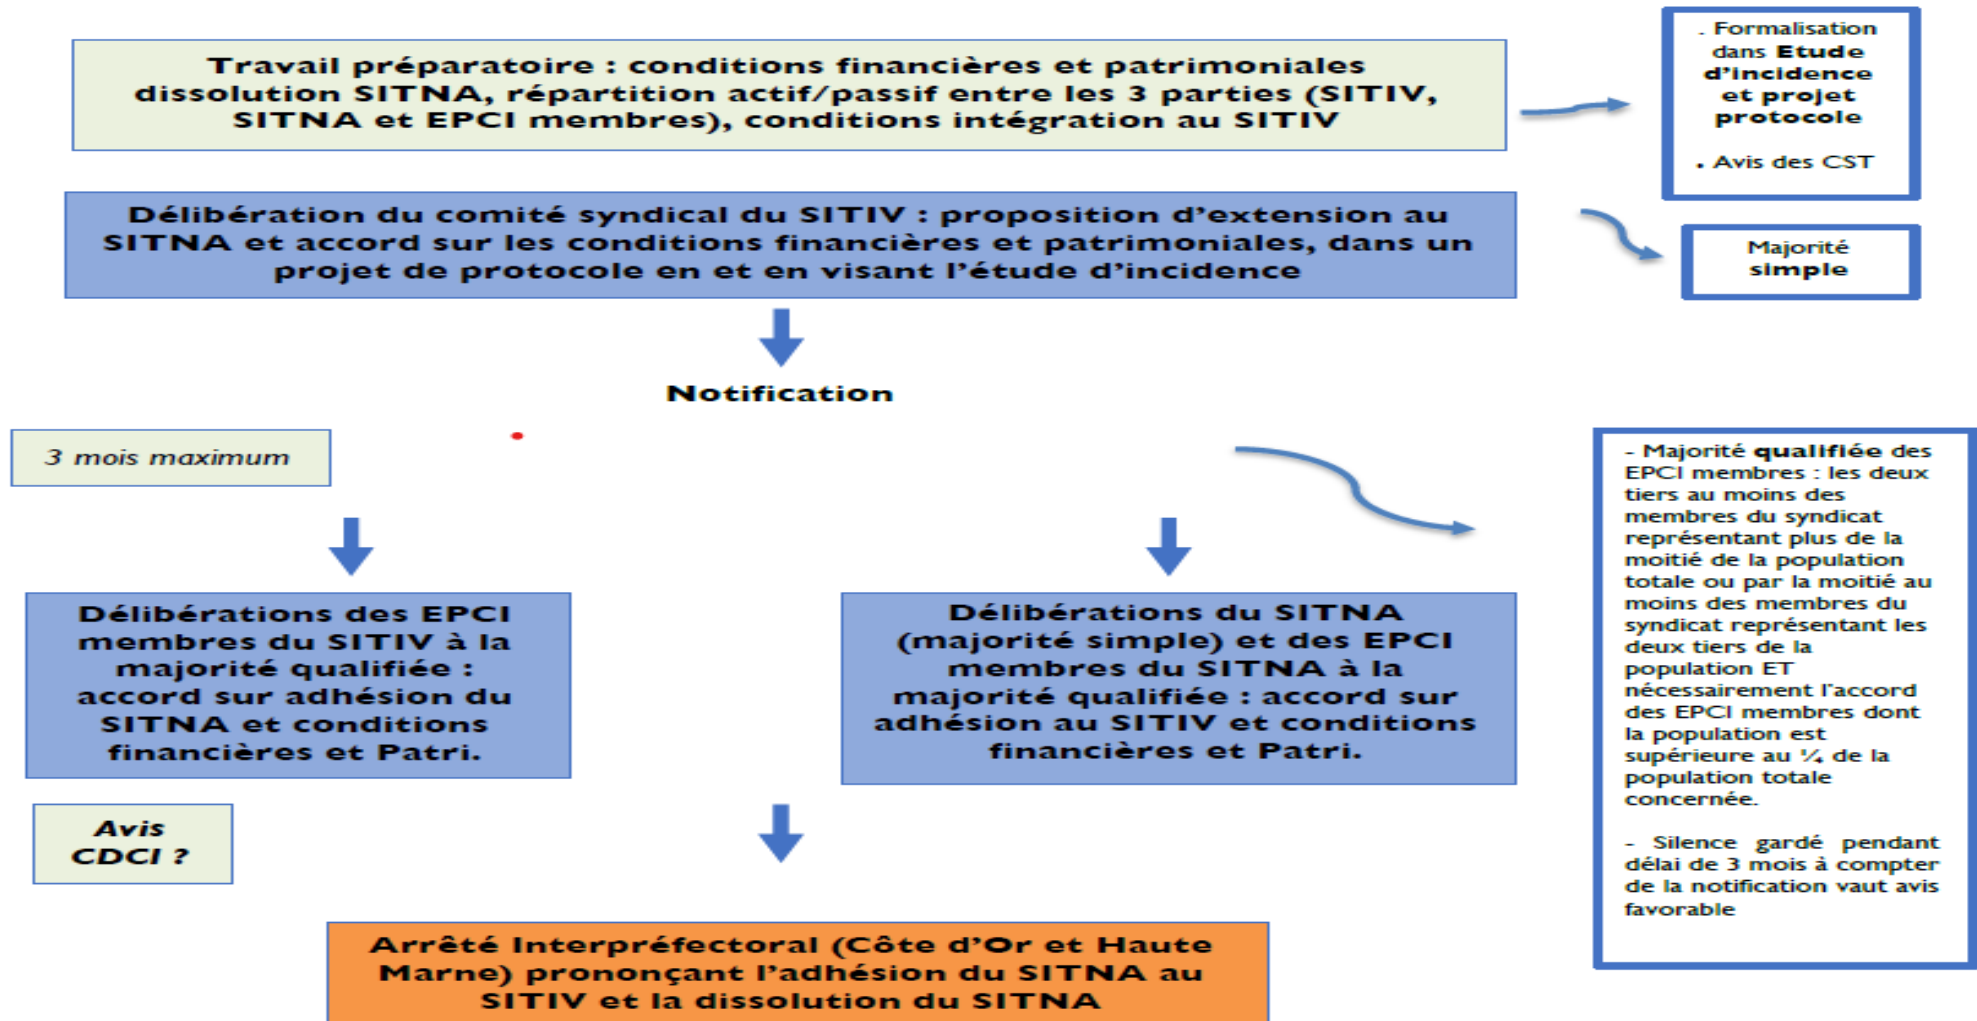 Travail préparatoire : conditions financières et patrimoniales
dissolution SITNA, répartition actif/passif entre les 3 parties (SITIV,
SITNA et EPCI membres), conditions intégration au SITIV
. Formalisation
dans Etude
d'incidence
et projet
protocole
. Avis des CST
Délibération du comité syndical du SITIV : proposition d'extension au
SITNA et accord sur les conditions financières et patrimoniales, dans un
projet de protocole en et en visant l'étude d'incidence
Majorité
simple
Notification
3 mois maximum
Délibérations des EPCI
membres du SITIV à la
majorité qualifiée :
accord sur adhésion du
SITNA et conditions
financières et Patri.
Délibérations du SITNA
(majorité simple) et des EPCI
membres du SITNA à la
majorité qualifiée : accord sur
adhésion au SITIV et conditions
financières et Patri.
- Majorité qualifiée des
EPCI membres : les deux
tiers au moins des
membres du syndicat
représentant plus de la
moitié de la population
totale ou par la moitié au
moins des membres du
syndicat représentant les
deux tiers de la
population ET
nécessairement l'accord
des EPCI membres dont
la population est
supérieure au ¼ de la
population totale
concernée.
- Silence gardé pendant
délai de 3 mois à compter
de la notification vaut avis
favorable
Avis
CDCI ?
Arrêté Interpréfectoral (Côte d'Or et Haute
Marne) prononçant l'adhésion du SITNA au
SITIV et la dissolution du SITNA